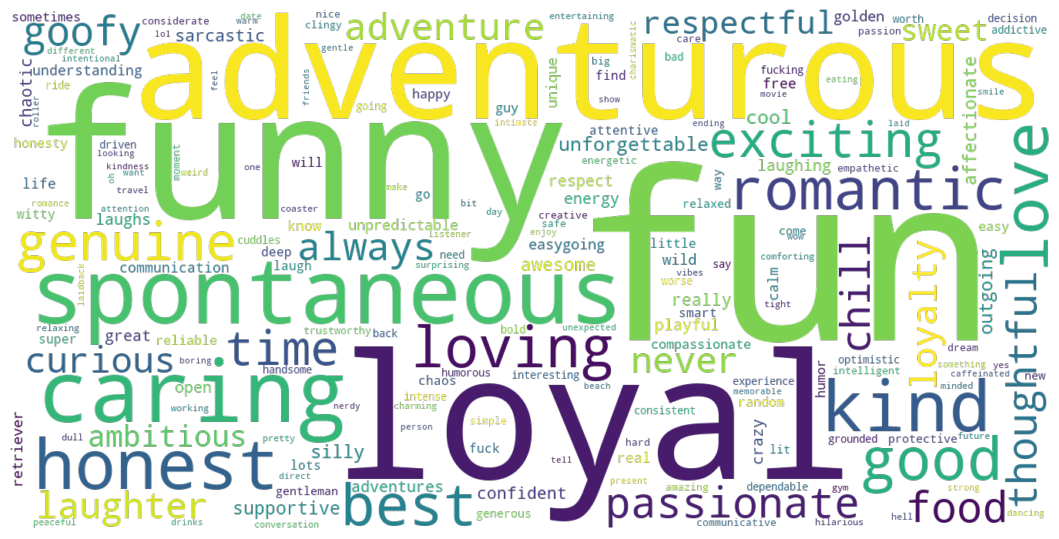 sometimes
considerate
warm
date
nice
entertaining
golden
worth
decision
goofy
lol
sarcastic
adventure
clingy
respectful
passion
sweet
addictive
different
intentional
gentle
charismatic
care
understanding
adventurous
big
find
bad
fucking
free
eating
smile
chaotic
roller
ride
feel
friends
going
happy
guy
unique
show
movie
cool
affectionate
honesty
driven
looking
funny
intimate
attentive
ending
unforgettable
exciting
laid
love
kindness
oh
want
moment
one
will
energetic
laughing
empathetic
life
travel
weird
coaster
make
go
bit
respect
energy
way
relaxed
romantic
romance
witty
attention
laughs
unpredictable
day
creative
safe
fun
easy
genuine
cuddles
know
listener
enjoy
easygoing
little
come
wow
always
deep
need
surprising
wild
vibes
say
comforting
calm
chill
communication
laugh
awesome
worse
laidback
spontaneous
really
tight
smart
loyalty
outgoing
thoughtful
relaxing
super
great
reliable
trustworthy
back
bold
unexpected
playful
compassionate
time
loving
never
optimistic
dream
curious
boring
handsome
humorous
interesting
intelligent
something
yes
caffeinated
new
caring
open
working
chaos
beach
experience
memorable
humor
minded
nerdy
charming
intense
loyal
consistent
random
kind
dull
ambitious
pretty
person
simple
hard
crazy
grounded
protective
future
retriever
honest
silly
direct
lots
fuck
tell
real
lit
good
gentleman
adventures
confident
present
amazing
dependable
gym
strong
laughter
supportive
best
generous
passionate
hell
food
dancing
peaceful
drinks
conversation
communicative
hilarious